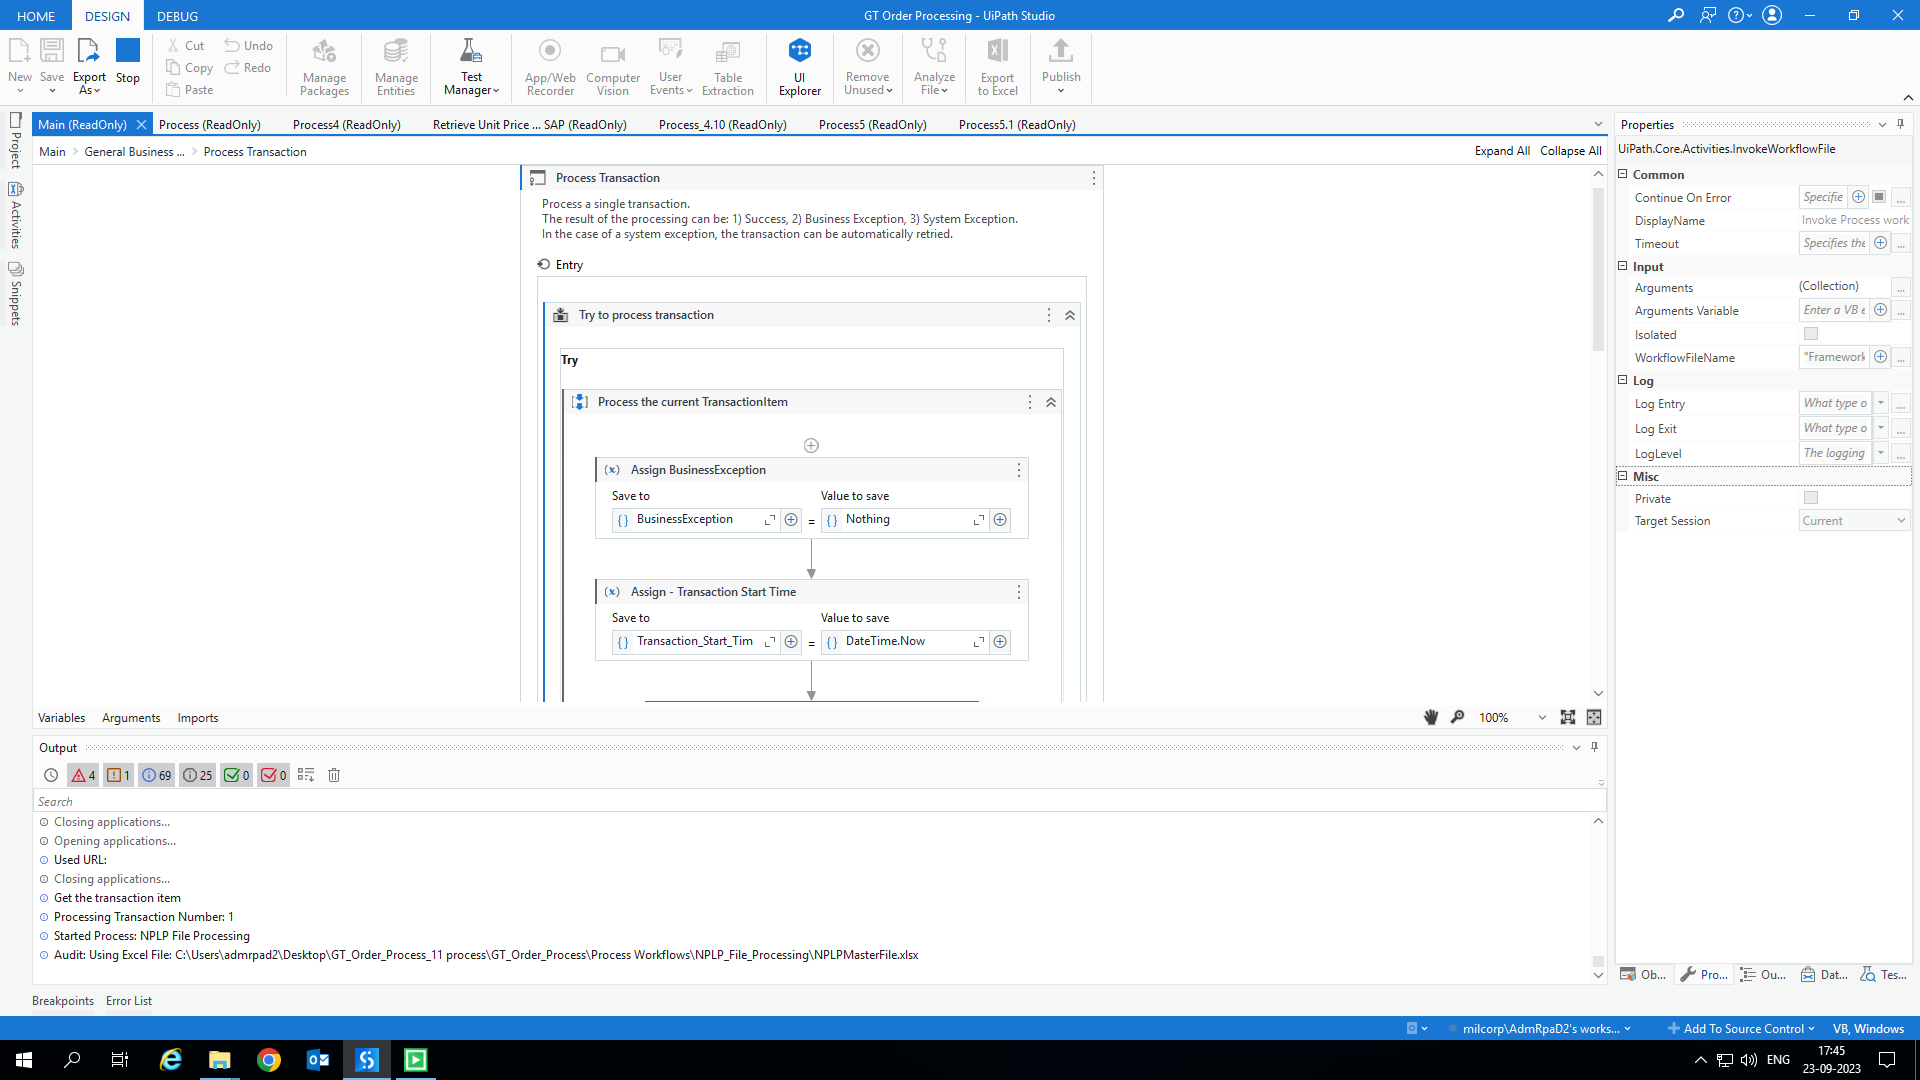 HOME DESIGN DEBUG GT Order Processing - UiPath Studio
New Save Export As Stop Cut Copy Paste Undo Redo Manage Packages Manage Entities Test Manager App/Web Recorder Computer Vision User Events Table Extraction UI Explorer Remove Unused Analyze File Export to Excel Publish
Project
Activities
Snippets
Main (ReadOnly) Process (ReadOnly) Process4 (ReadOnly) Retrieve Unit Price ... SAP (ReadOnly) Process_4.10 (ReadOnly) Process5 (ReadOnly) Process5.1 (ReadOnly)
Main General Business ... Process Transaction Expand All Collapse All
Process Transaction
Process a single transaction.
The result of the processing can be: 1) Success, 2) Business Exception, 3) System Exception.
In the case of a system exception, the transaction can be automatically retried.
Entry
Try to process transaction
Try
Process the current TransactionItem
(x) Assign BusinessException
Save to Value to save
{ } BusinessException = { } Nothing
(x) Assign - Transaction Start Time
Save to Value to save
{ } Transaction_Start_Tim = { } DateTime.Now
Variables Arguments Imports 100%
Output
4 1 69 25 0 0
Search
Closing applications...
Opening applications...
Used URL:
Closing applications...
Get the transaction item
Processing Transaction Number: 1
Started Process: NPLP File Processing
Audit: Using Excel File: C:\Users\admrpad2\Desktop\GT_Order_Process_11 process\GT_Order_Process\Process Workflows\NPLP_File_Processing\NPLPMasterFile.xlsx
Breakpoints Error List
Properties
UiPath.Core.Activities.InvokeWorkflowFile
Common
Continue On Error Specifie ...
DisplayName Invoke Process work
Timeout Specifies the ...
Input
Arguments (Collection) ...
Arguments Variable Enter a VB e ...
Isolated
WorkflowFileName "Framework ...
Log
Log Entry What type o ...
Log Exit What type o ...
LogLevel The logging ...
Misc
Private
Target Session Current
Ob... Pro... Ou... Dat... Tes...
milcorp\AdmRpaD2's works... Add To Source Control VB, Windows
ENG 17:45
23-09-2023